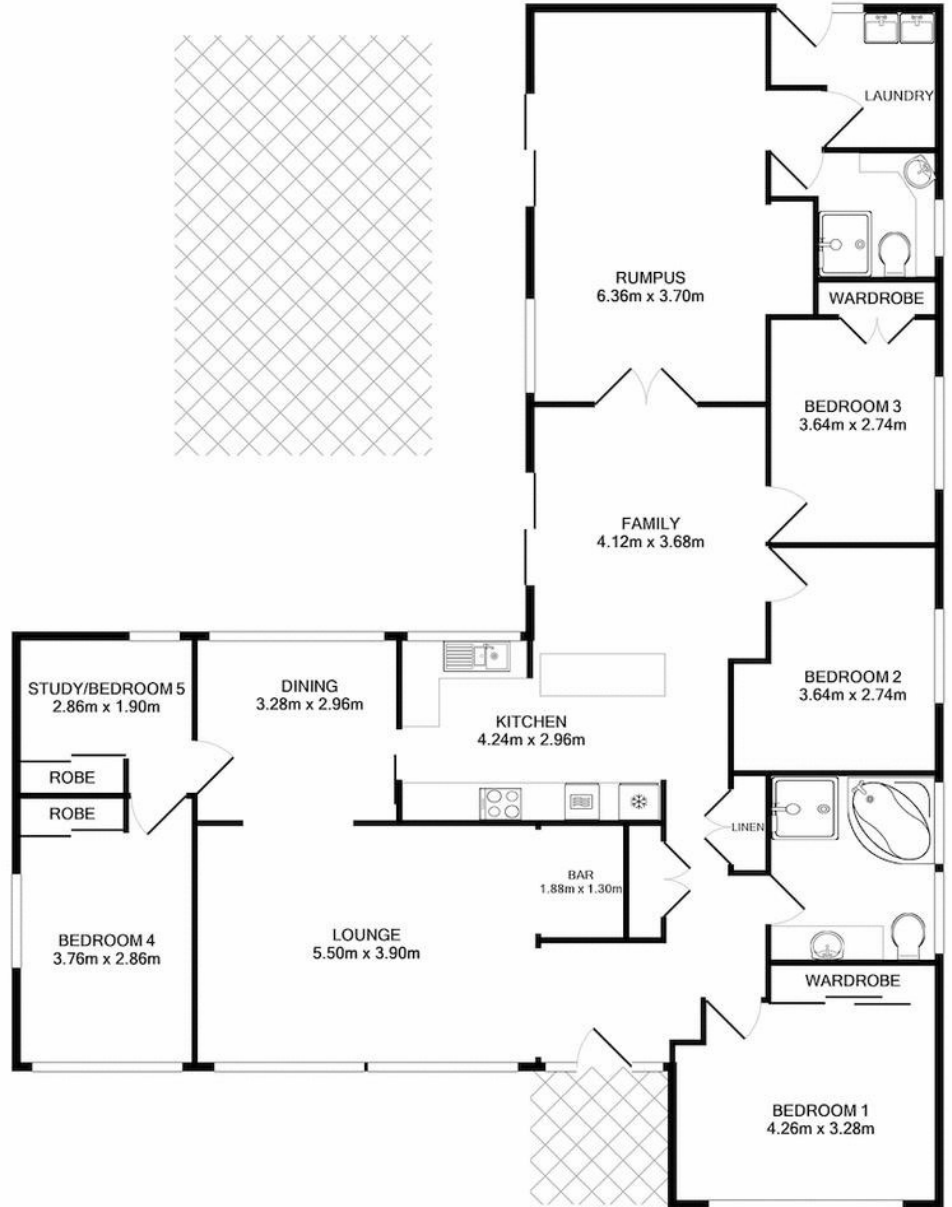 LAUNDRY
RUMPUS
6.36m x 3.70m
WARDROBE
BEDROOM 3
3.64m x 2.74m
FAMILY
4.12m x 3.68m
STUDY/BEDROOM 5
2.86m x 1.90m
DINING
3.28m x 2.96m
BEDROOM 2
3.64m x 2.74m
KITCHEN
4.24m x 2.96m
ROBE
ROBE
LINEN
BAR
1.88m x 1.30m
BEDROOM 4
3.76m x 2.86m
LOUNGE
5.50m x 3.90m
WARDROBE
BEDROOM 1
4.26m x 3.28m